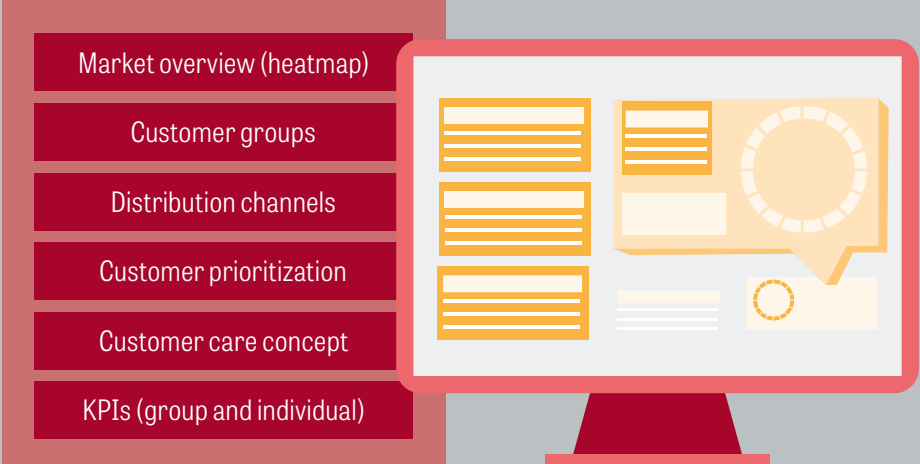 Market overview (heatmap)
Customer groups
Distribution channels
Customer prioritization
Customer care concept
KPIs (group and individual)